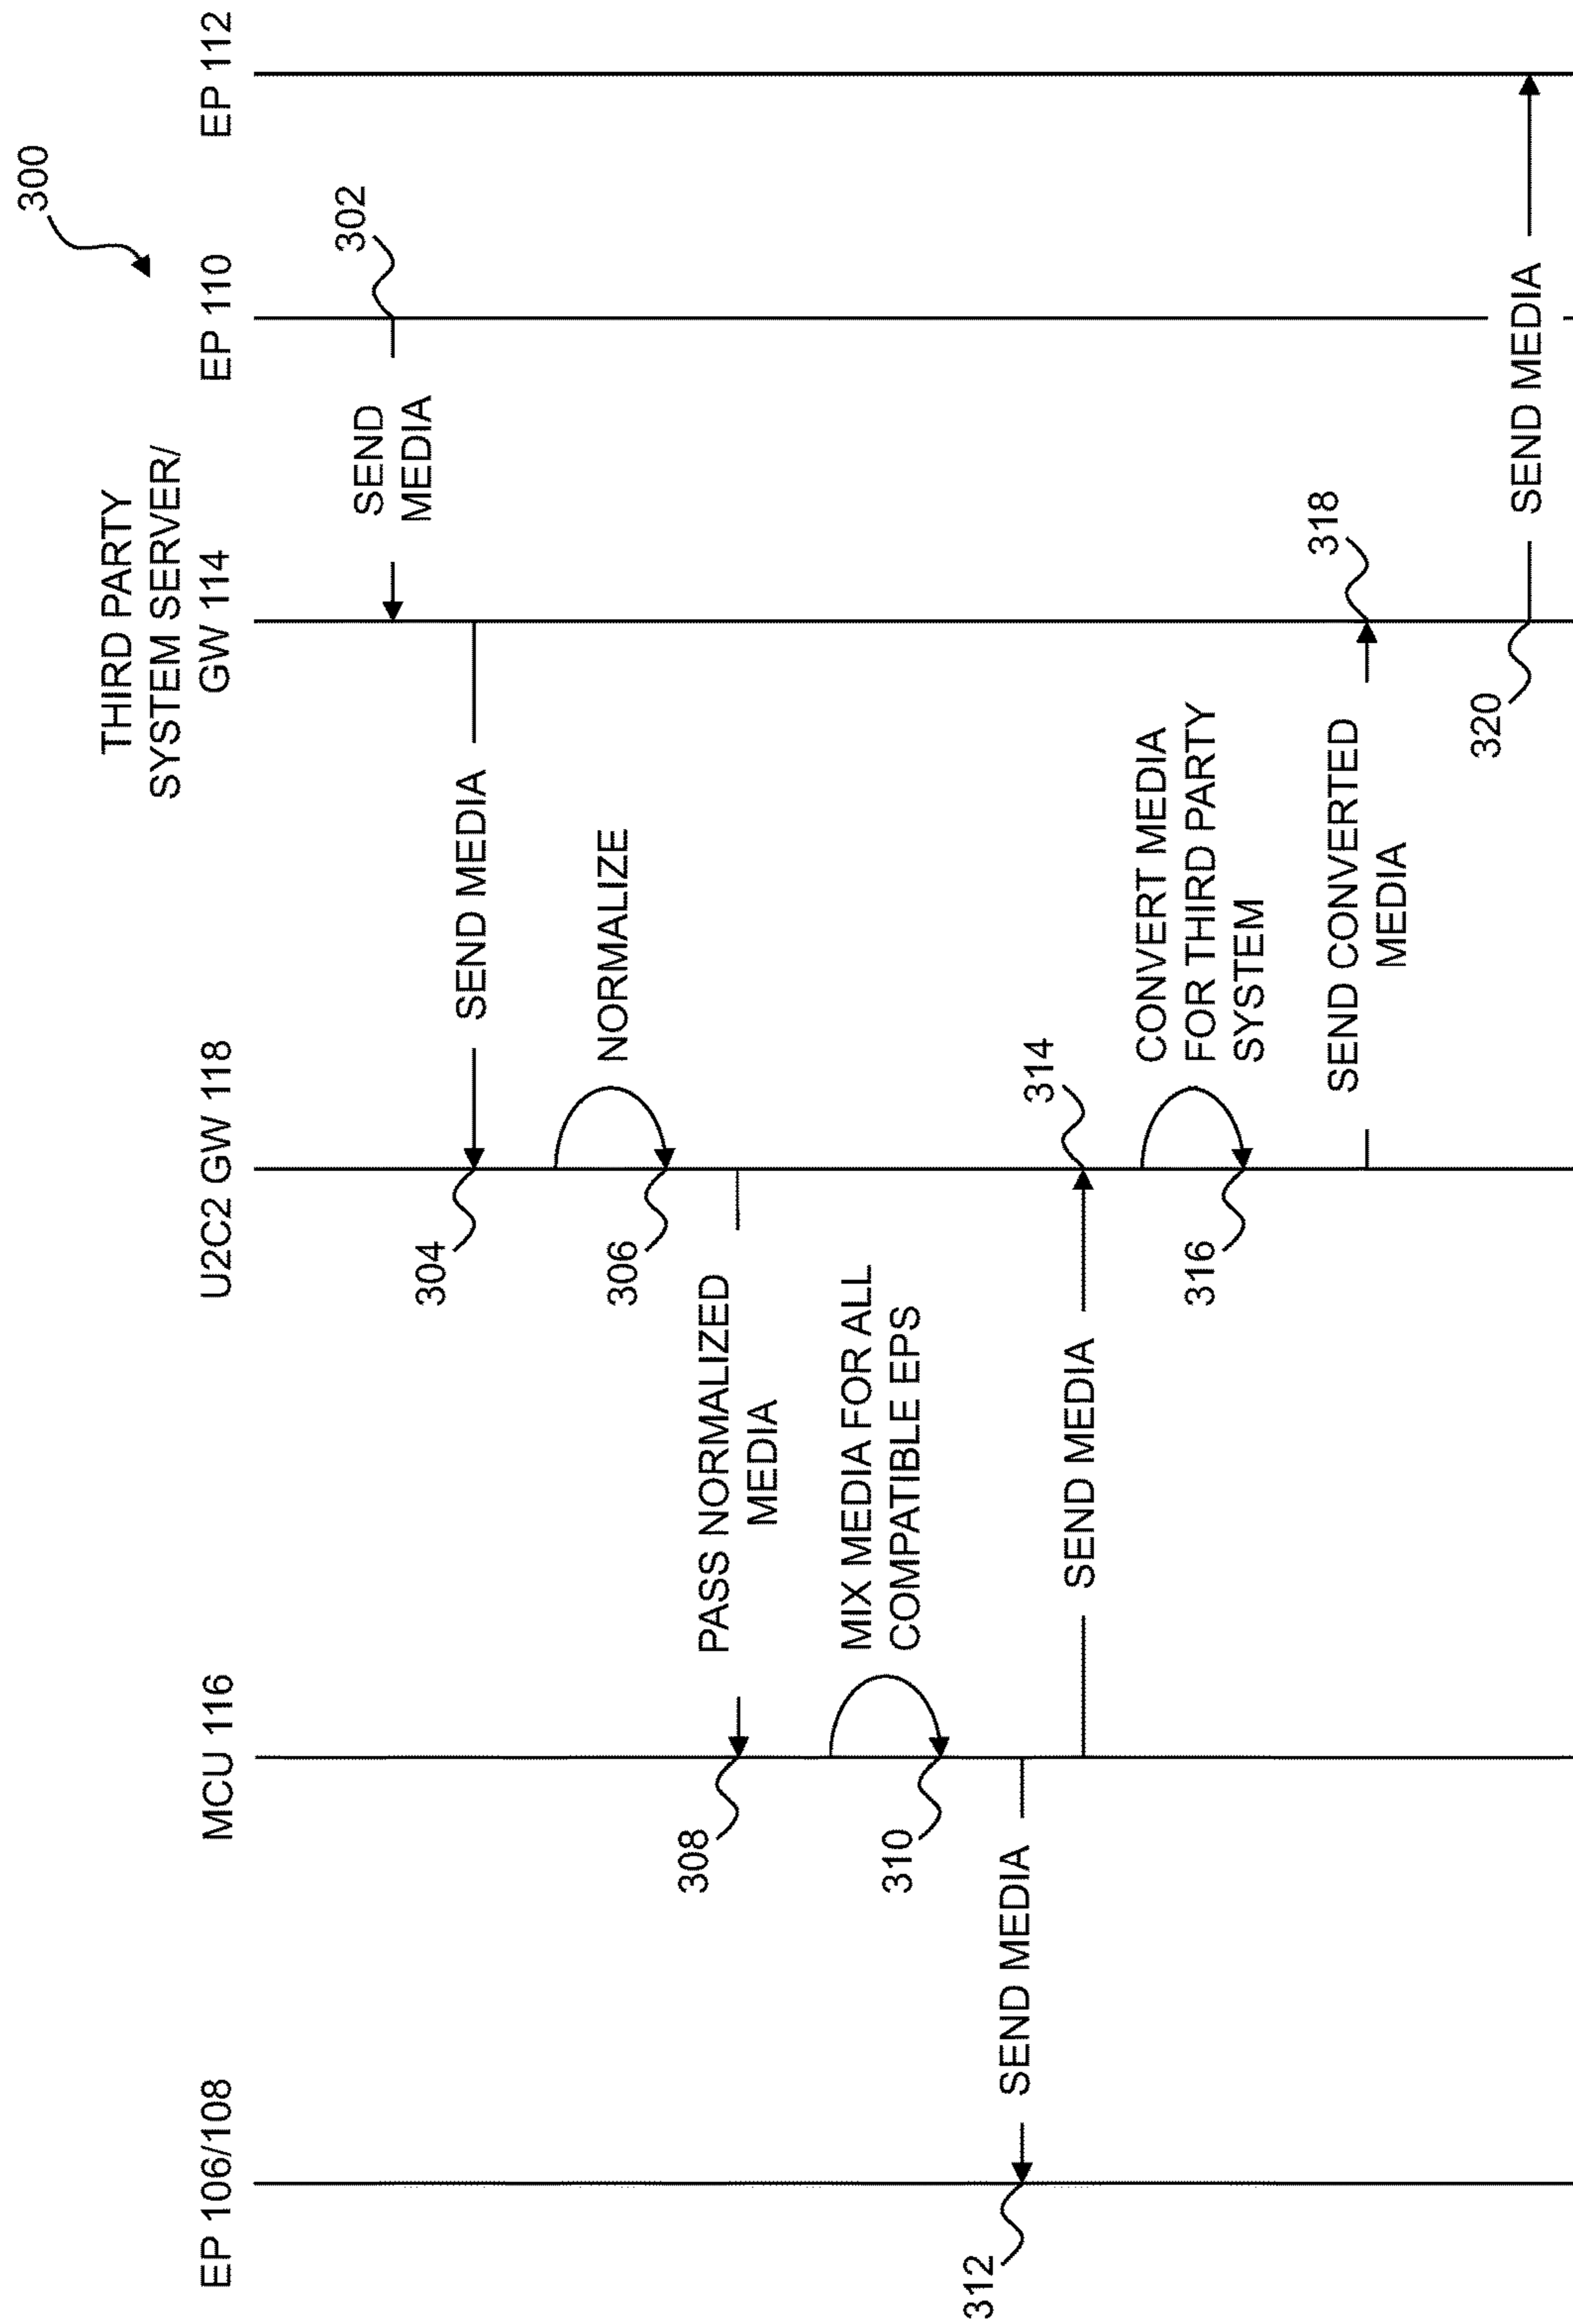 300
EP 106/108
MCU 116
U2C2 GW 118
THIRD PARTY
SYSTEM SERVER/
GW 114
EP 110
EP 112
SEND
MEDIA
302
SEND MEDIA
304
NORMALIZE
306
PASS NORMALIZED
MEDIA
308
MIX MEDIA FOR ALL
COMPATIBLE EPS
310
SEND MEDIA
312
SEND MEDIA
314
CONVERT MEDIA
FOR THIRD PARTY
SYSTEM
316
SEND CONVERTED
MEDIA
318
SEND MEDIA
320